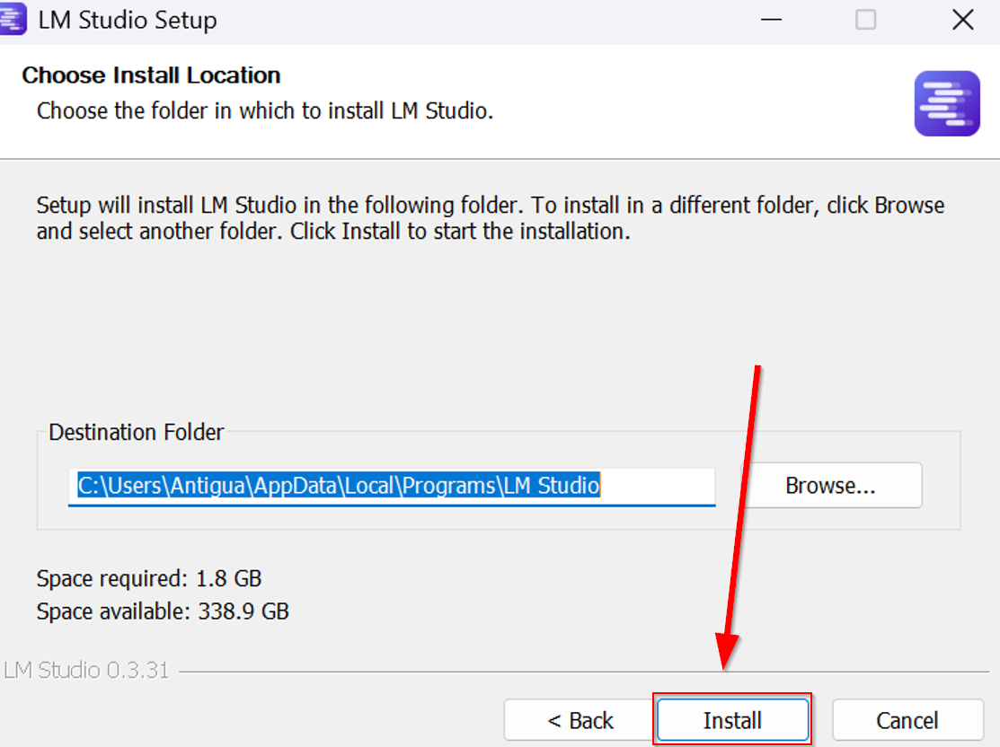 LM Studio Setup
Choose Install Location
Choose the folder in which to install LM Studio.
Setup will install LM Studio in the following folder. To install in a different folder, click Browse
and select another folder. Click Install to start the installation.
Destination Folder
C:\Users\Antigua\AppData\Local\Programs\LM Studio
Browse...
Space required: 1.8 GB
Space available: 338.9 GB
LM Studio 0.3.31
< Back
Install
Cancel